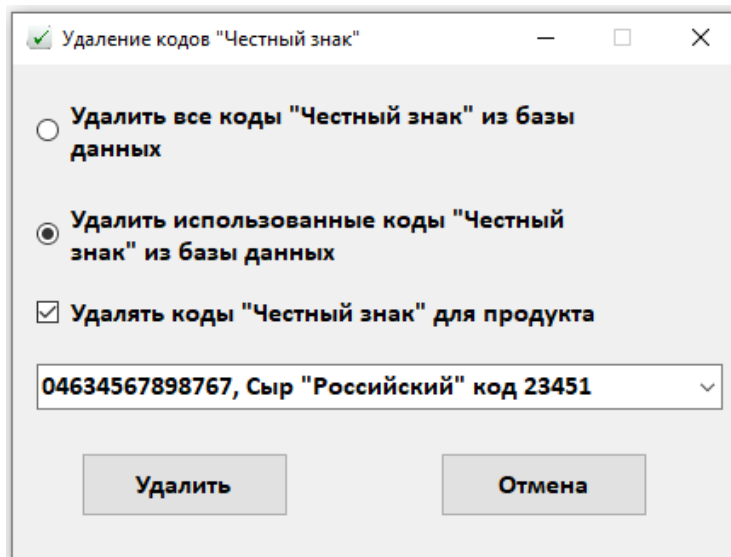 Удаление кодов "Честный знак"
Удалить все коды "Честный знак" из базы
данных
Удалить использованные коды "Честный
знак" из базы данных
Удалять коды "Честный знак" для продукта
04634567898767, Сыр "Российский" код 23451
Удалить
Отмена